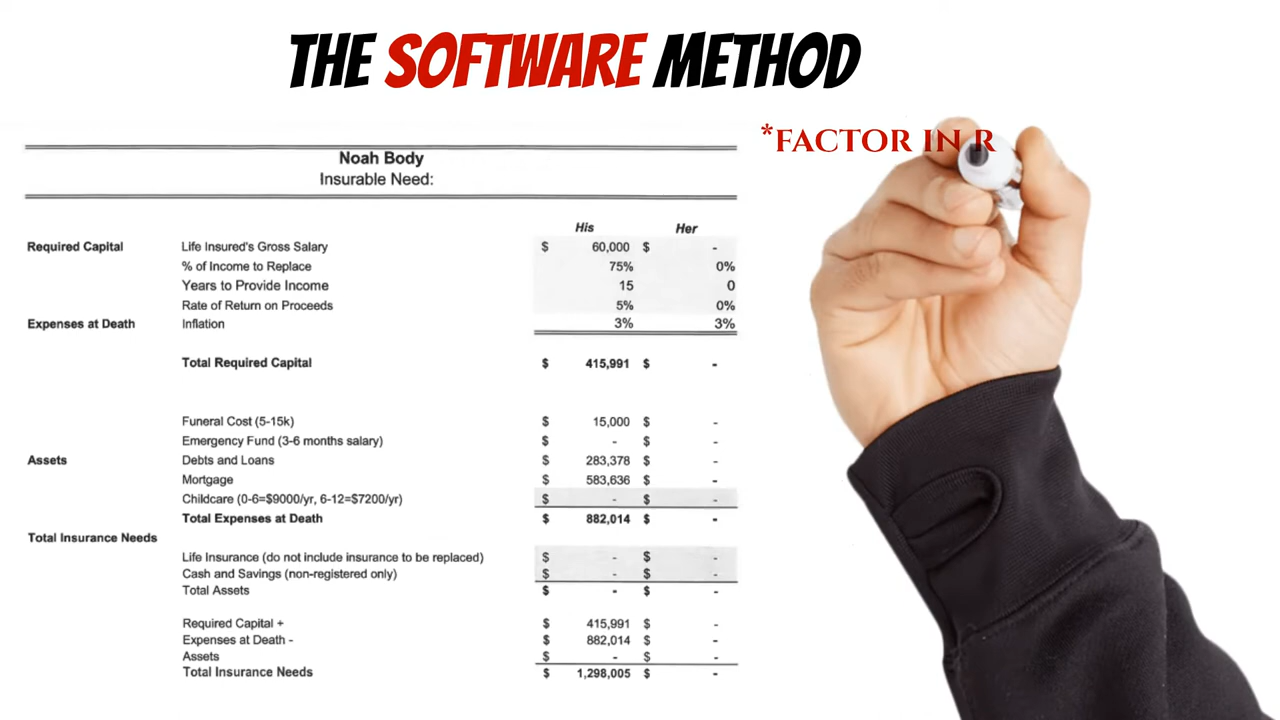 THE SOFTWARE METHOD
*FACTOR IN R
Noah Body
Insurable Need:
His Her
Required Capital Life Insured's Gross Salary $ 60,000 $ -
% of Income to Replace 75% 0%
Years to Provide Income 15 0
Rate of Return on Proceeds 5% 0%
Expenses at Death Inflation 3% 3%
Total Required Capital $ 415,991 $ -
Funeral Cost (5-15k) $ 15,000 $ -
Emergency Fund (3-6 months salary) $ - $ -
Assets Debts and Loans $ 283,378 $ -
Mortgage $ 583,636 $ -
Childcare (0-6=$9000/yr, 6-12=$7200/yr) $ - $ -
Total Expenses at Death $ 882,014 $ -
Total Insurance Needs
Life Insurance (do not include insurance to be replaced) $ - $ -
Cash and Savings (non-registered only) $ - $ -
Total Assets $ - $ -
Required Capital + $ 415,991 $ -
Expenses at Death - $ 882,014 $ -
Assets $ - $ -
Total Insurance Needs $ 1,298,005 $ -